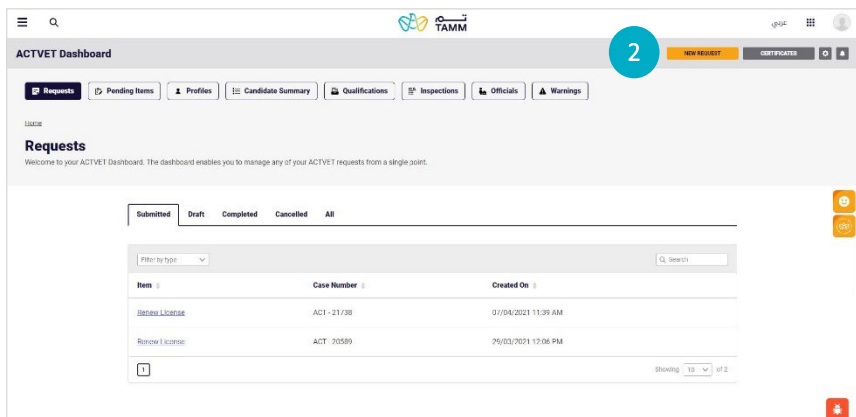 تـــم
TAMM
عربي
ACTVET Dashboard
2
NEW REQUEST
CERTIFICATES
Requests
Pending Items
Profiles
Candidate Summary
Qualifications
Inspections
Officials
Warnings
Home
Requests
Welcome to your ACTVET Dashboard. The dashboard enables you to manage any of your ACTVET requests from a single point.
Submitted Draft Completed Cancelled All
Filter by type
Search
Item Case Number Created On
Renew License ACT - 21738 07/04/2021 11:39 AM
Renew License ACT - 20589 29/03/2021 12:06 PM
1
Showing 10 of 2